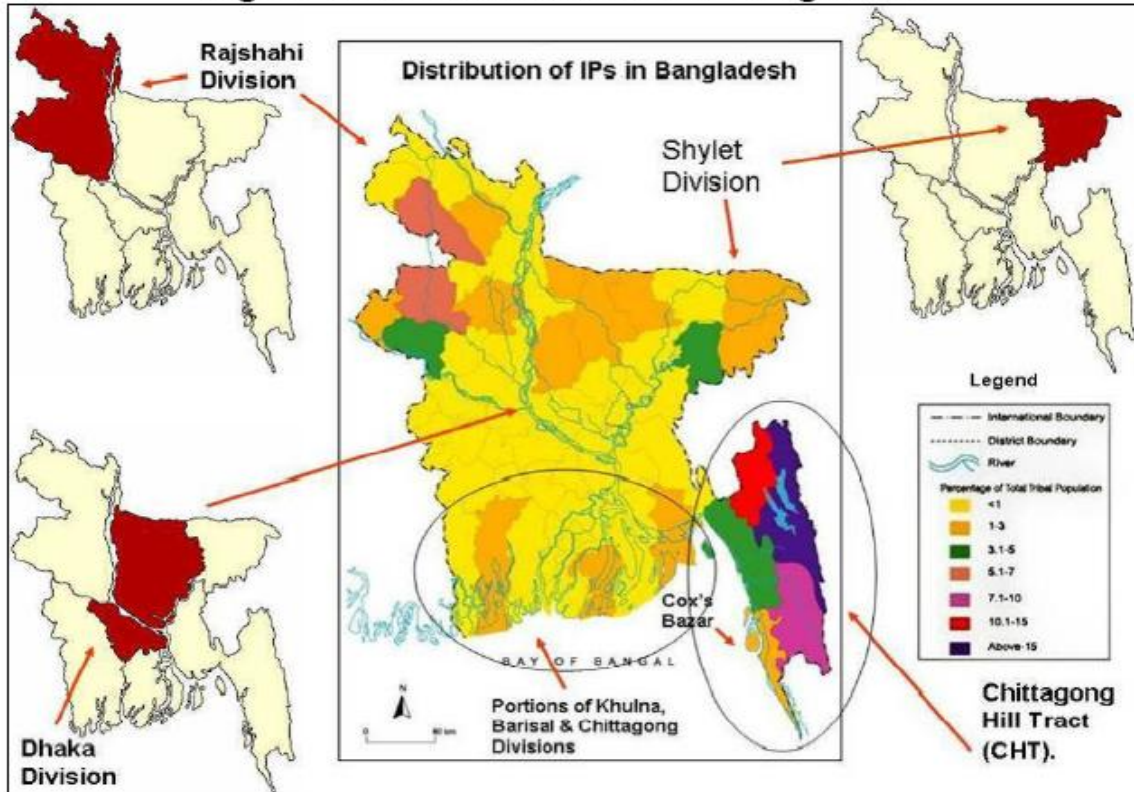 Rajshahi
Division
Distribution of IPs in Bangladesh
Shylet
Division
Legend
International Boundary
District Boundary
River
Percentage of Total Tribal Population
<1
1-3
3.1-5
5.1-7
7.1-10
10.1-15
Above-15
Cox's
Bazar
BAY OF BANGAL
N
Portions of Khulna,
Barisal & Chittagong
Divisions
Dhaka
Division
Chittagong
Hill Tract
(CHT).